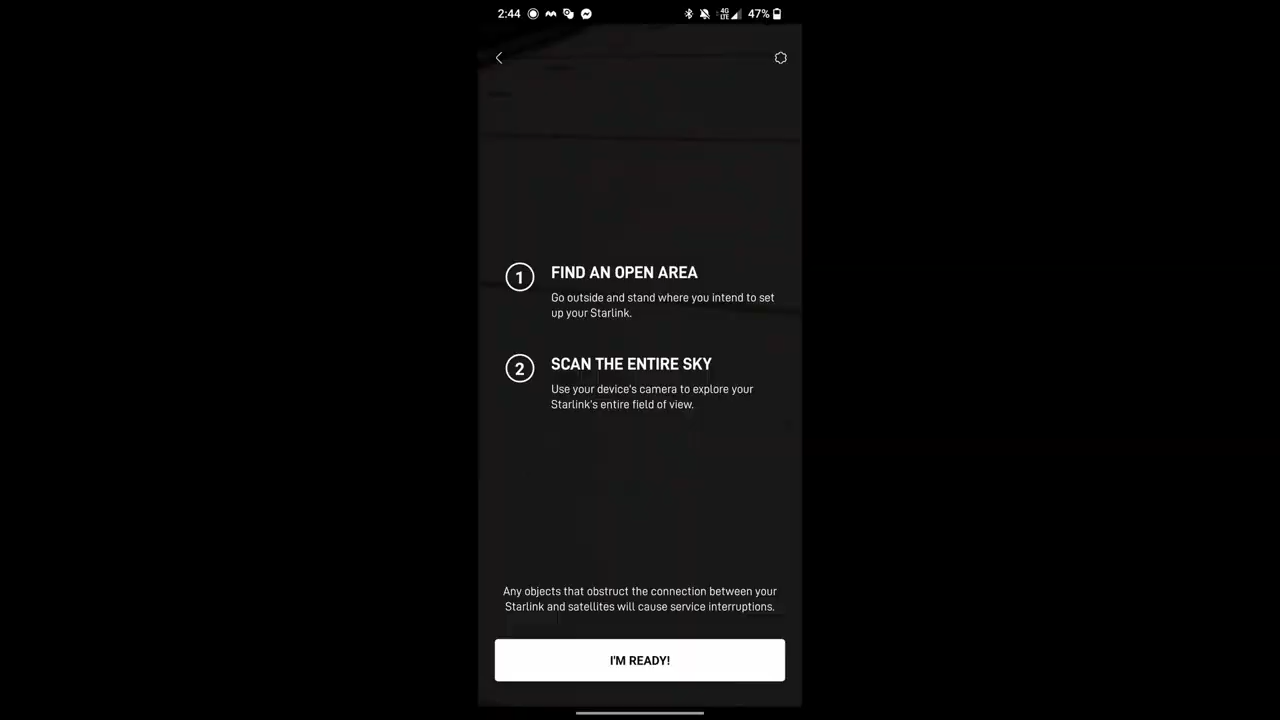 2:44 4G LTE 47%
1 FIND AN OPEN AREA
Go outside and stand where you intend to set
up your Starlink.
2 SCAN THE ENTIRE SKY
Use your device's camera to explore your
Starlink's entire field of view.
Any objects that obstruct the connection between your
Starlink and satellites will cause service interruptions.
I'M READY!